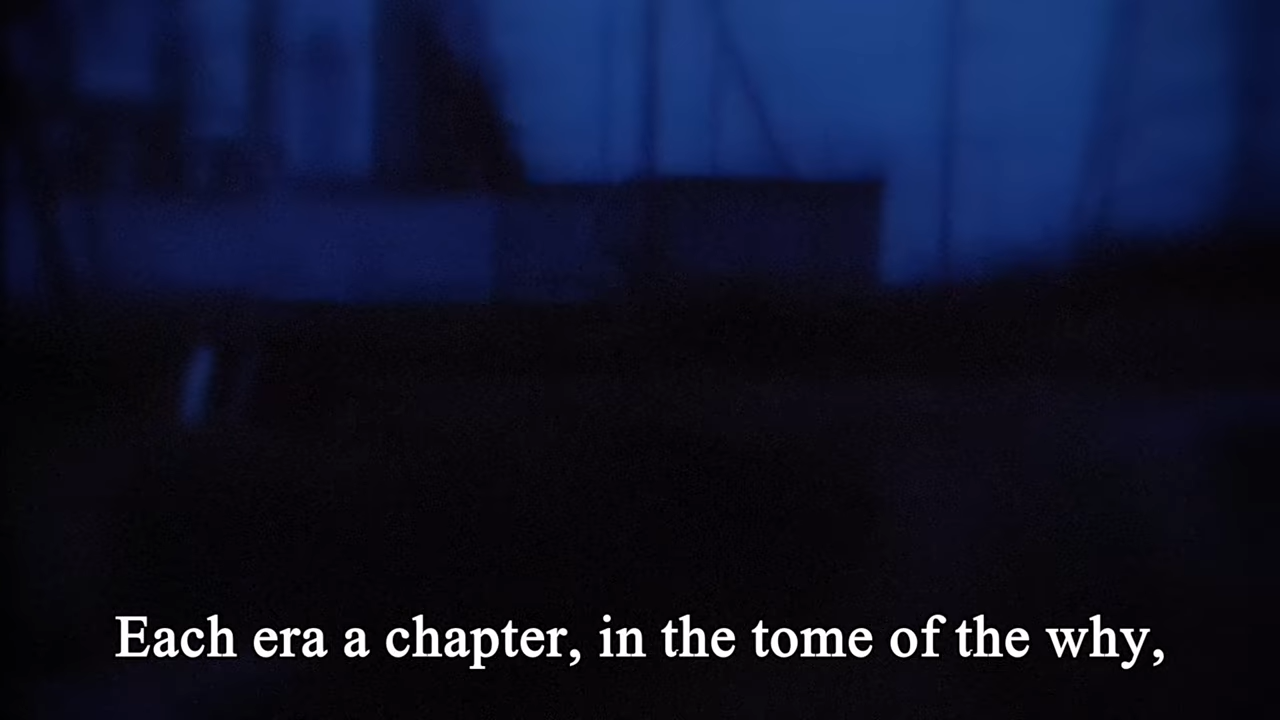 Each era a chapter, in the tome of the why,